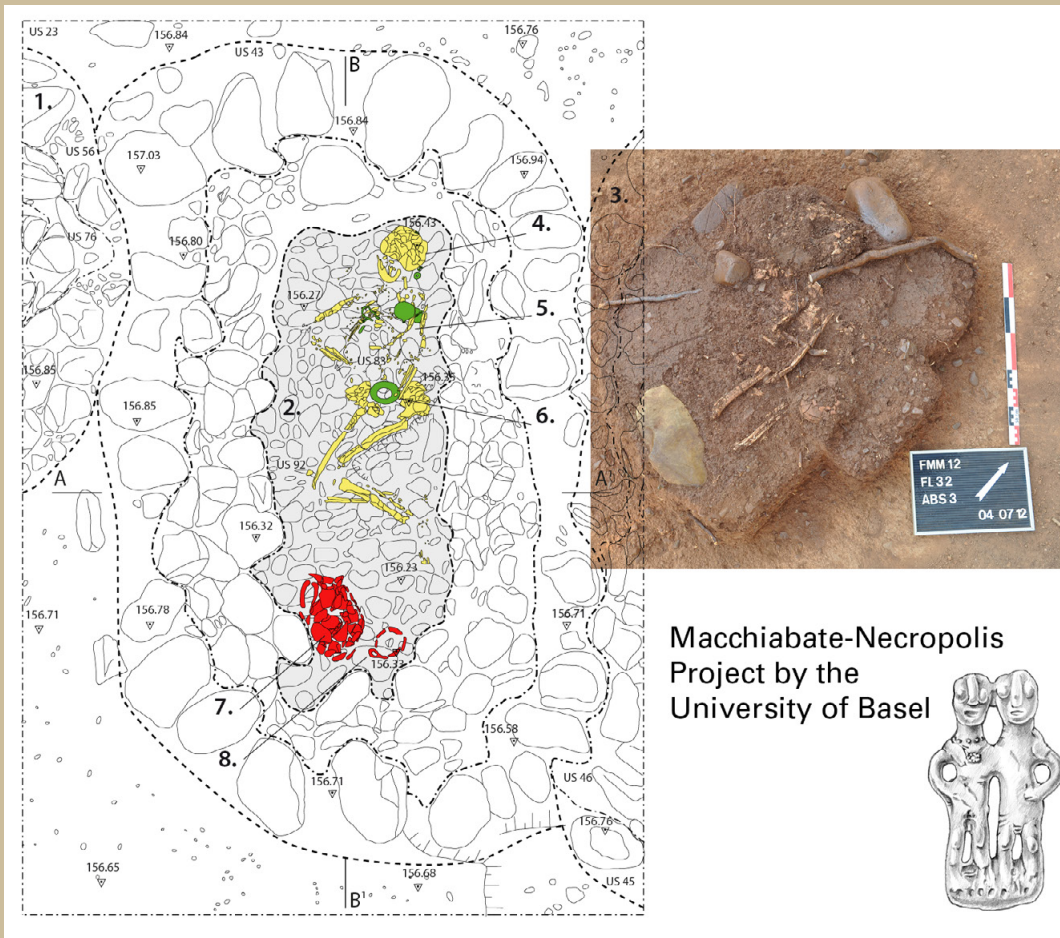 US 23
156.84
US 43
B
156.76
1.
156.84
US 56
157.03
156.94
3.
US 76
156.80
156.43
4.
156.27
5.
US 83
156.85
156.35
156.85
2.
6.
US 92
A
A
156.32
156.23
156.71
156.78
156.71
156.33
7.
156.58
8.
156.71
US 46
156.76
156.65
156.68
B¹
US 45
FMM 12
FL 32
ABS 3
04 07 12
Macchiabate-Necropolis
Project by the
University of Basel